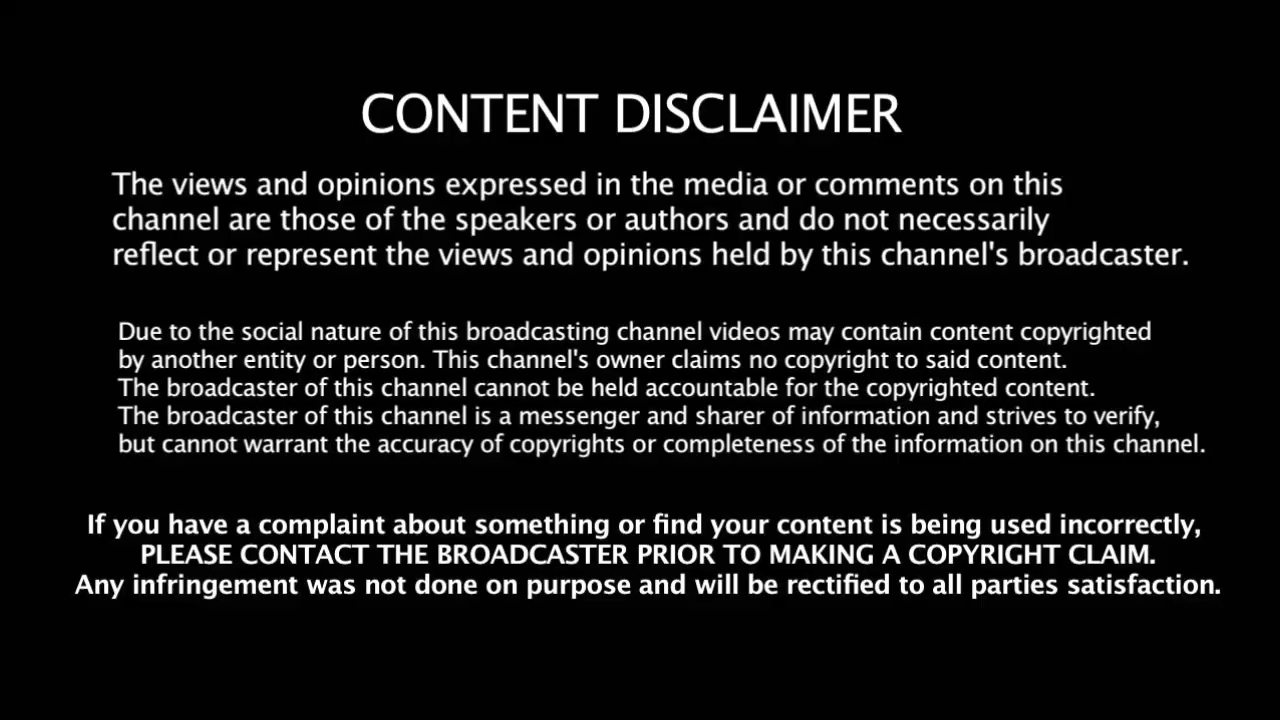 CONTENT DISCLAIMER
The views and opinions expressed in the media or comments on this
channel are those of the speakers or authors and do not necessarily
reflect or represent the views and opinions held by this channel's broadcaster.
Due to the social nature of this broadcasting channel videos may contain content copyrighted
by another entity or person. This channel's owner claims no copyright to said content.
The broadcaster of this channel cannot be held accountable for the copyrighted content.
The broadcaster of this channel is a messenger and sharer of information and strives to verify,
but cannot warrant the accuracy of copyrights or completeness of the information on this channel.
If you have a complaint about something or find your content is being used incorrectly,
PLEASE CONTACT THE BROADCASTER PRIOR TO MAKING A COPYRIGHT CLAIM.
Any infringement was not done on purpose and will be rectified to all parties satisfaction.